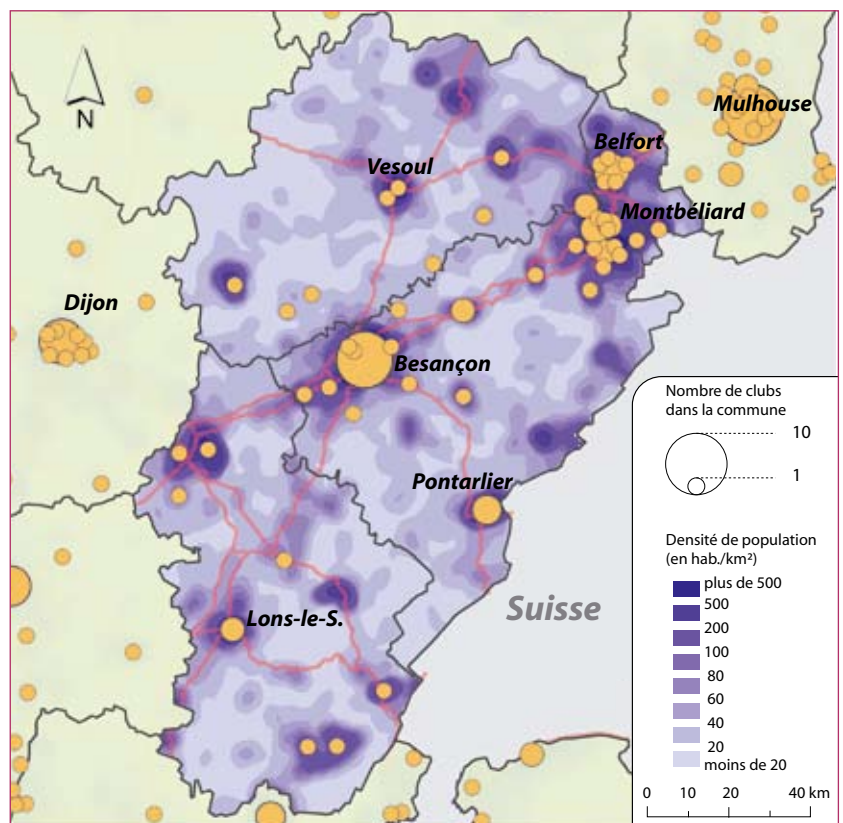 N
Mulhouse
Belfort
Vesoul
Montbéliard
Dijon
Besançon
Pontarlier
Lons-le-S.
Suisse
Nombre de clubs
dans la commune
10
1
Densité de population
(en hab./km²)
plus de 500
500
200
100
80
60
40
20
moins de 20
0 10 20 40 km